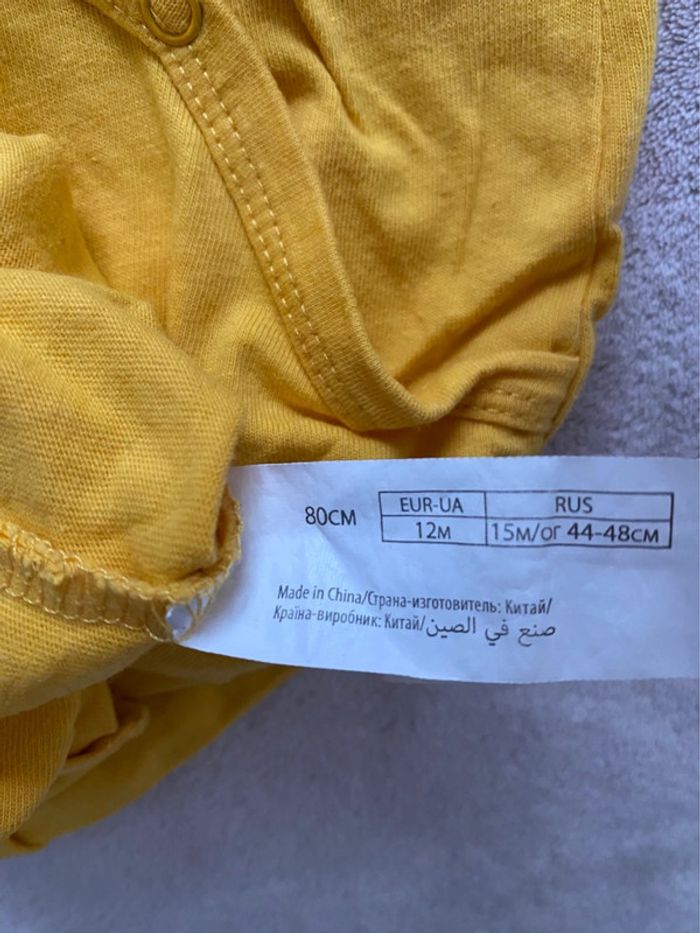 80CM
EUR-UA RUS
12M 15M/ог 44-48CM
Made in China/Страна-изготовитель: Китай/
Країна-виробник: Китай/صنع في الصين